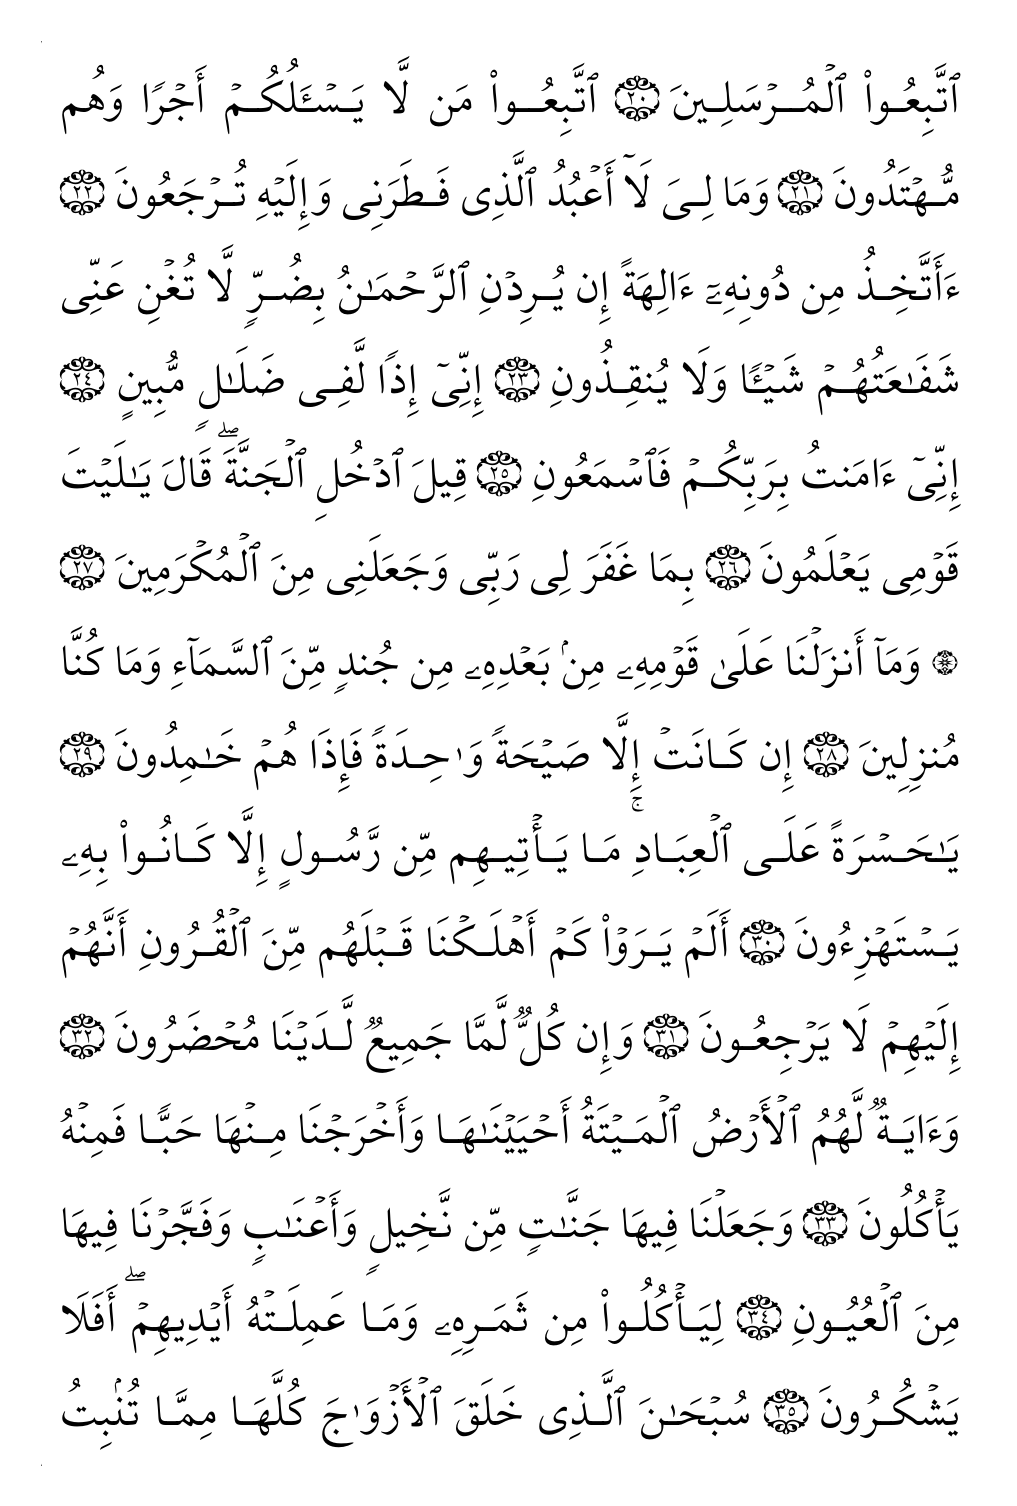 ٱتَّبِعُوا۟ ٱلْمُرْسَلِينَ ٢٠ ٱتَّبِعُوا۟ مَن لَّا يَسْـَٔلُكُمْ أَجْرًا وَهُم
مُّهْتَدُونَ ٢١ وَمَا لِىَ لَآ أَعْبُدُ ٱلَّذِى فَطَرَنِى وَإِلَيْهِ تُرْجَعُونَ ٢٢
ءَأَتَّخِذُ مِن دُونِهِۦٓ ءَالِهَةً إِن يُرِدْنِ ٱلرَّحْمَـٰنُ بِضُرٍّ لَّا تُغْنِ عَنِّى
شَفَـٰعَتُهُمْ شَيْـًٔا وَلَا يُنقِذُونِ ٢٣ إِنِّىٓ إِذًا لَّفِى ضَلَـٰلٍ مُّبِينٍ ٢٤
إِنِّىٓ ءَامَنتُ بِرَبِّكُمْ فَٱسْمَعُونِ ٢٥ قِيلَ ٱدْخُلِ ٱلْجَنَّةَ ۖ قَالَ يَـٰلَيْتَ
قَوْمِى يَعْلَمُونَ ٢٦ بِمَا غَفَرَ لِى رَبِّى وَجَعَلَنِى مِنَ ٱلْمُكْرَمِينَ ٢٧
۞ وَمَآ أَنزَلْنَا عَلَىٰ قَوْمِهِۦ مِنۢ بَعْدِهِۦ مِن جُندٍ مِّنَ ٱلسَّمَآءِ وَمَا كُنَّا
مُنزِلِينَ ٢٨ إِن كَانَتْ إِلَّا صَيْحَةً وَٰحِدَةً فَإِذَا هُمْ خَـٰمِدُونَ ٢٩
يَـٰحَسْرَةً عَلَى ٱلْعِبَادِ ۚ مَا يَأْتِيهِم مِّن رَّسُولٍ إِلَّا كَانُوا۟ بِهِۦ
يَسْتَهْزِءُونَ ٣٠ أَلَمْ يَرَوْا۟ كَمْ أَهْلَكْنَا قَبْلَهُم مِّنَ ٱلْقُرُونِ أَنَّهُمْ
إِلَيْهِمْ لَا يَرْجِعُونَ ٣١ وَإِن كُلٌّ لَّمَّا جَمِيعٌ لَّدَيْنَا مُحْضَرُونَ ٣٢
وَءَايَةٌ لَّهُمُ ٱلْأَرْضُ ٱلْمَيْتَةُ أَحْيَيْنَـٰهَا وَأَخْرَجْنَا مِنْهَا حَبًّا فَمِنْهُ
يَأْكُلُونَ ٣٣ وَجَعَلْنَا فِيهَا جَنَّـٰتٍ مِّن نَّخِيلٍ وَأَعْنَـٰبٍ وَفَجَّرْنَا فِيهَا
مِنَ ٱلْعُيُونِ ٣٤ لِيَأْكُلُوا۟ مِن ثَمَرِهِۦ وَمَا عَمِلَتْهُ أَيْدِيهِمْ ۖ أَفَلَا
يَشْكُرُونَ ٣٥ سُبْحَـٰنَ ٱلَّذِى خَلَقَ ٱلْأَزْوَٰجَ كُلَّهَا مِمَّا تُنۢبِتُ